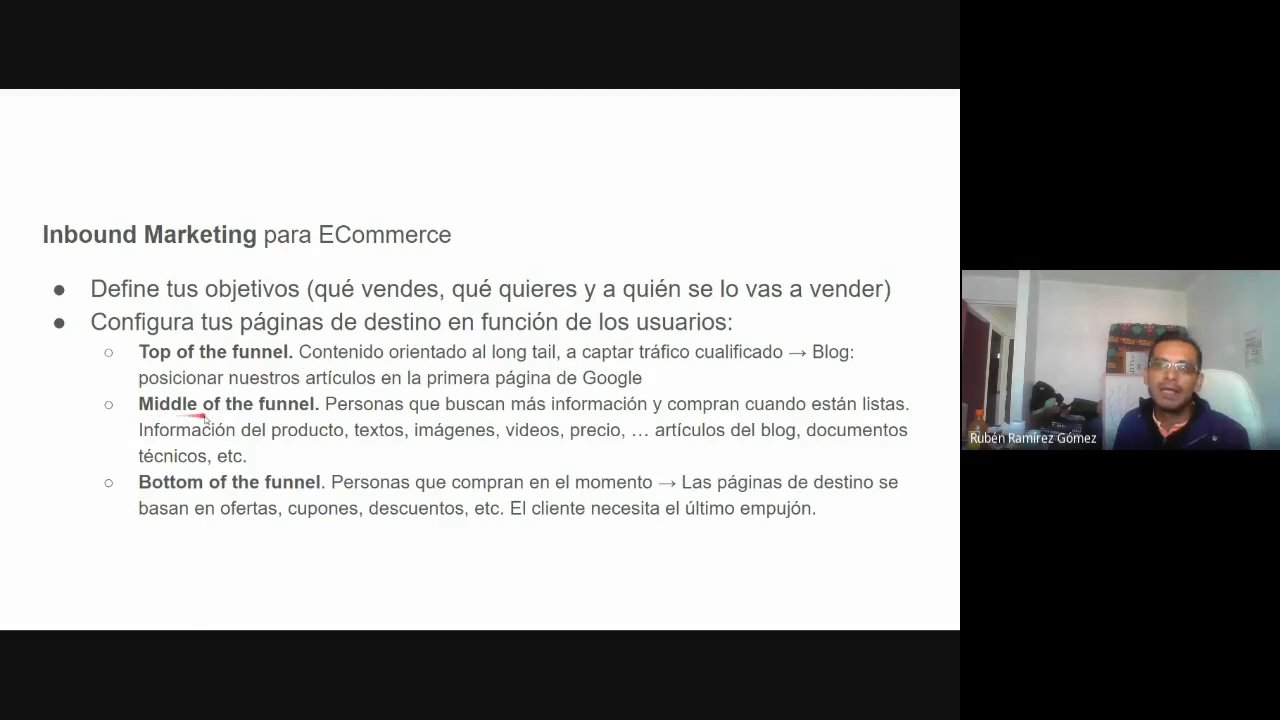 Inbound Marketing para ECommerce
● Define tus objetivos (qué vendes, qué quieres y a quién se lo vas a vender)
● Configura tus páginas de destino en función de los usuarios:
○ Top of the funnel. Contenido orientado al long tail, a captar tráfico cualificado → Blog:
posicionar nuestros artículos en la primera página de Google
○ Middle of the funnel. Personas que buscan más información y compran cuando están listas.
Información del producto, textos, imágenes, videos, precio, … artículos del blog, documentos
técnicos, etc.
○ Bottom of the funnel. Personas que compran en el momento → Las páginas de destino se
basan en ofertas, cupones, descuentos, etc. El cliente necesita el último empujón.
Rubén Ramírez Gómez